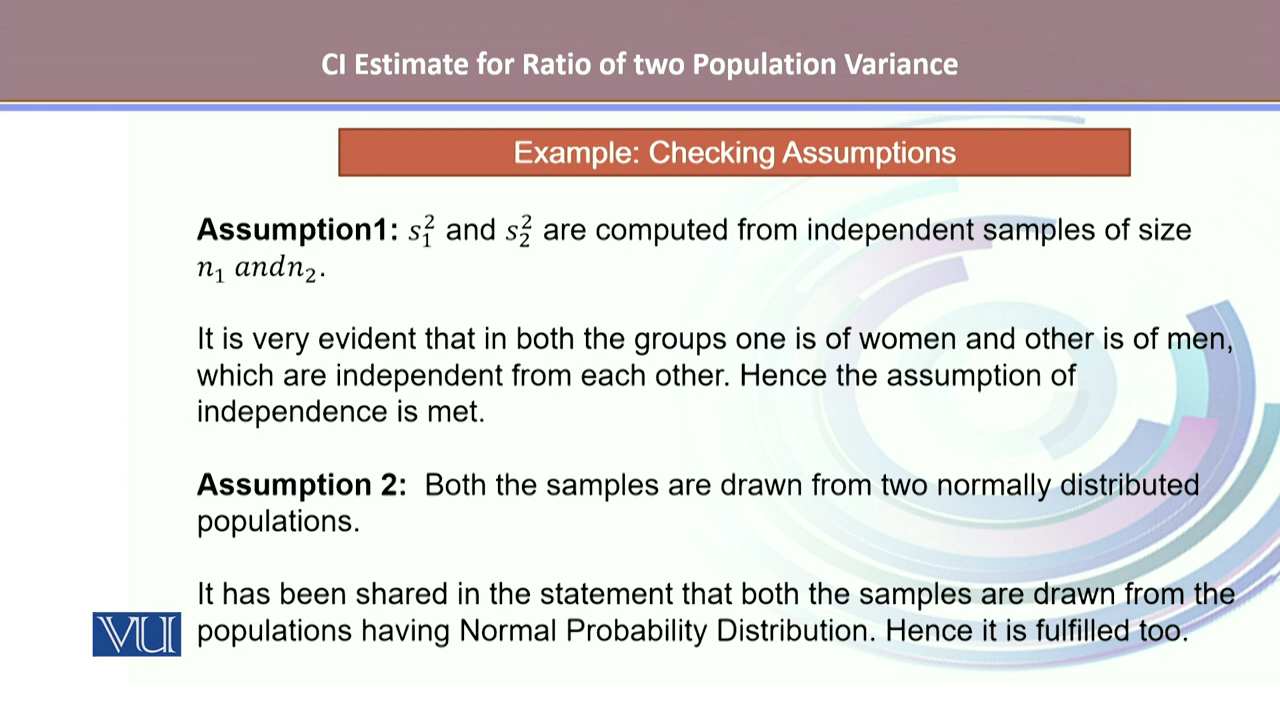 CI Estimate for Ratio of two Population Variance
Example: Checking Assumptions
Assumption1: s₁² and s₂² are computed from independent samples of size
n₁ andn₂.
It is very evident that in both the groups one is of women and other is of men,
which are independent from each other. Hence the assumption of
independence is met.
Assumption 2: Both the samples are drawn from two normally distributed
populations.
It has been shared in the statement that both the samples are drawn from the
populations having Normal Probability Distribution. Hence it is fulfilled too.
VU